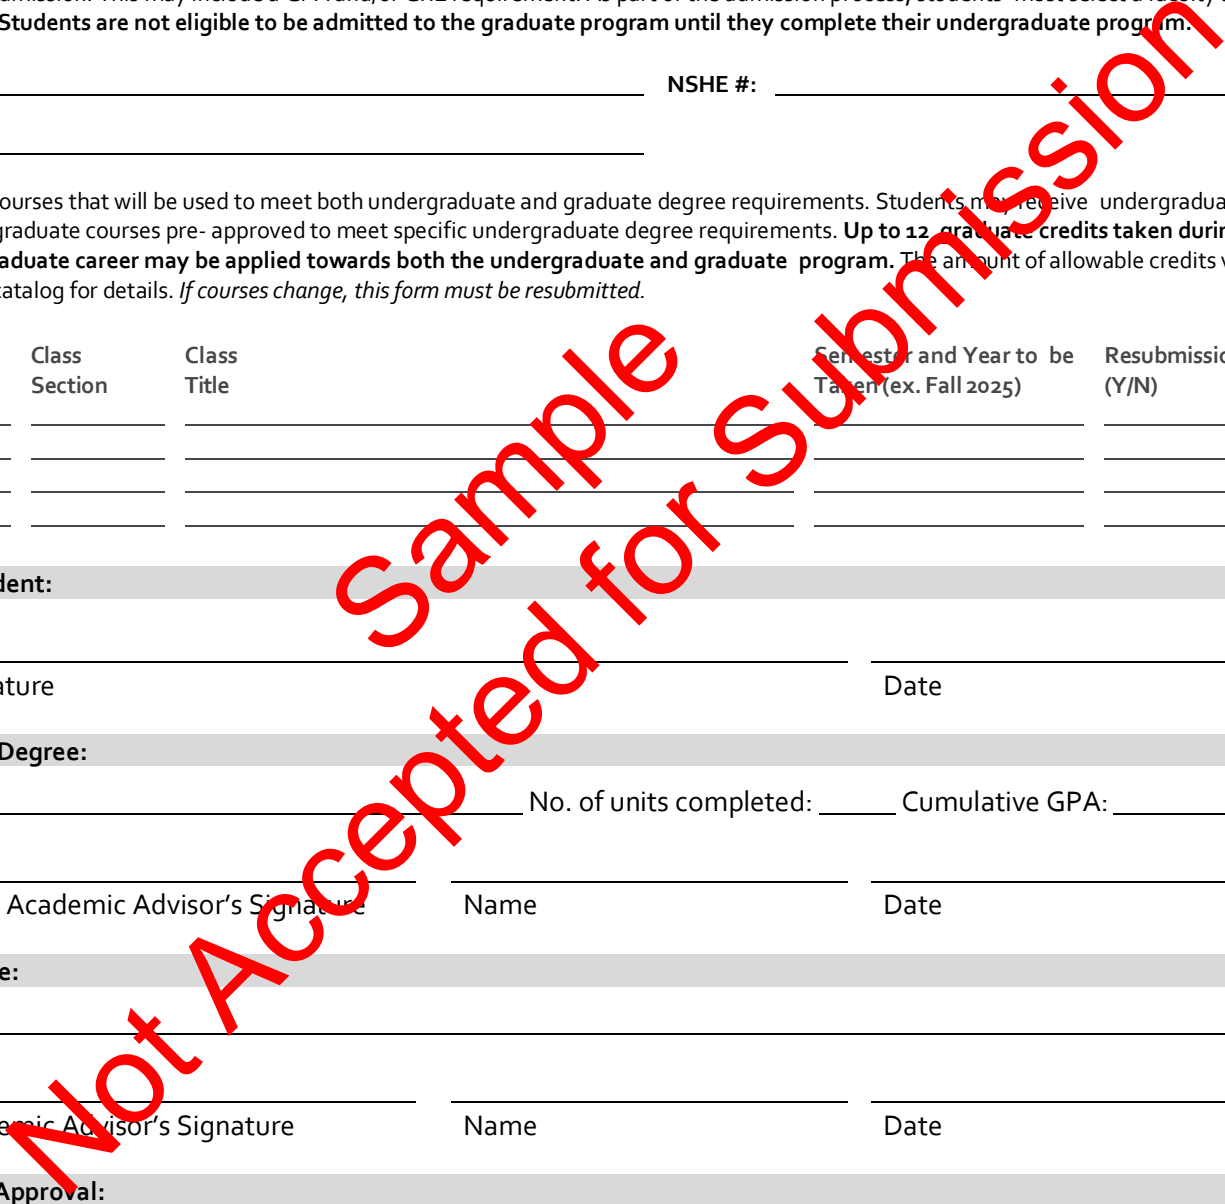 Students are not eligible to be admitted to the graduate program until they complete their undergraduate program.
NSHE #:
courses that will be used to meet both undergraduate and graduate degree requirements. Students may receive undergradua
graduate courses pre- approved to meet specific undergraduate degree requirements. Up to 12 graduate credits taken durin
aduate career may be applied towards both the undergraduate and graduate program. The amount of allowable credits v
catalog for details. If courses change, this form must be resubmitted.
Class Section
Class Title
Semester and Year to be Taken (ex. Fall 2025)
Resubmissio (Y/N)
dent:
ature
Date
Degree:
No. of units completed:
Cumulative GPA:
Academic Advisor's Signature
Name
Date
e:
emic Advisor's Signature
Name
Date
Approval:
Sample
Not Accepted for Submission